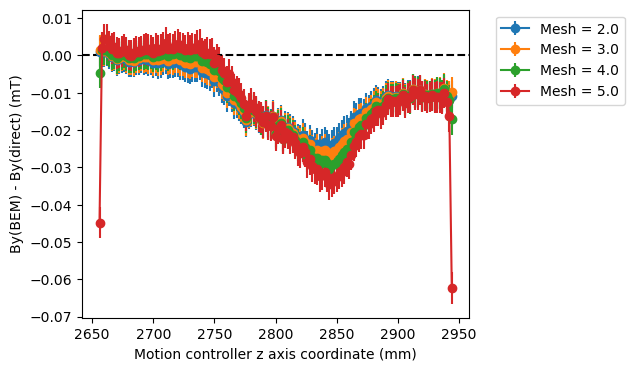 0.01
0.00
−0.01
−0.02
−0.03
−0.04
−0.05
−0.06
−0.07
By(BEM) - By(direct) (mT)
2650
2700
2750
2800
2850
2900
2950
Motion controller z axis coordinate (mm)
Mesh = 2.0
Mesh = 3.0
Mesh = 4.0
Mesh = 5.0